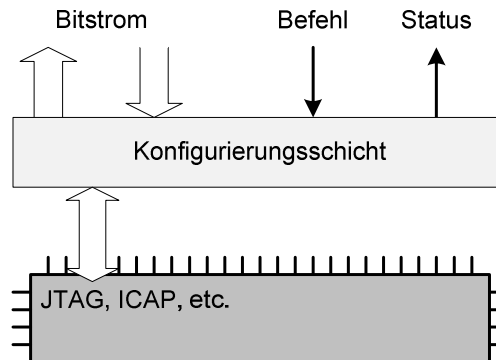 Bitstrom Befehl Status
Konfigurierungsschicht
JTAG, ICAP, etc.